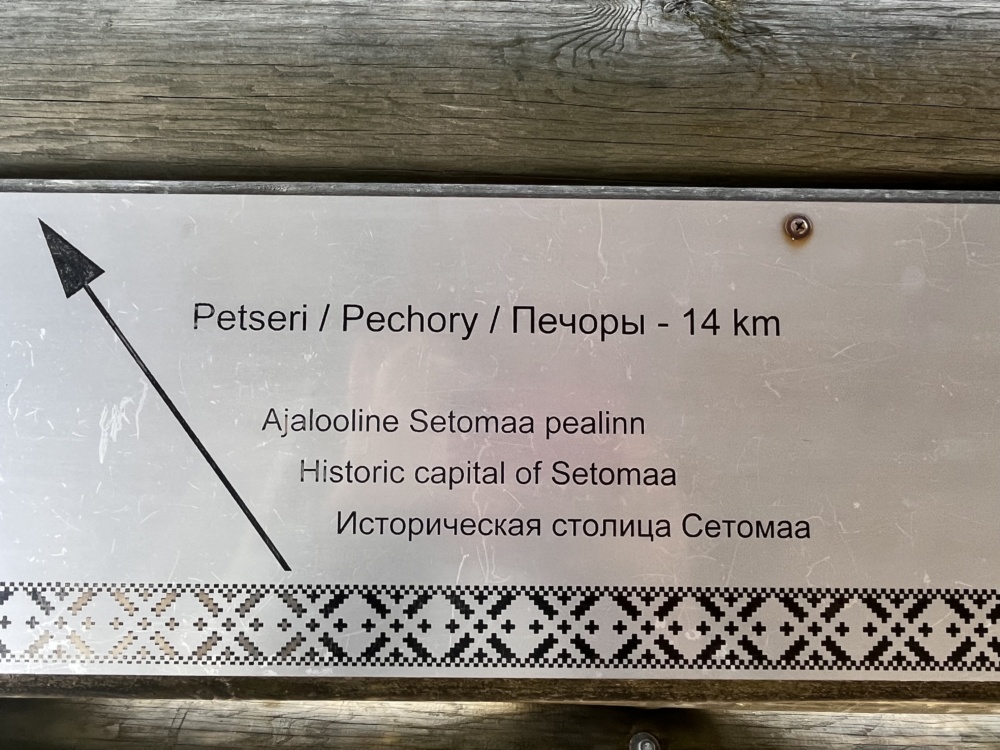 Petseri / Pechory / Печоры - 14 km
Ajalooline Setomaa pealinn
Historic capital of Setomaa
Историческая столица Сетомаа